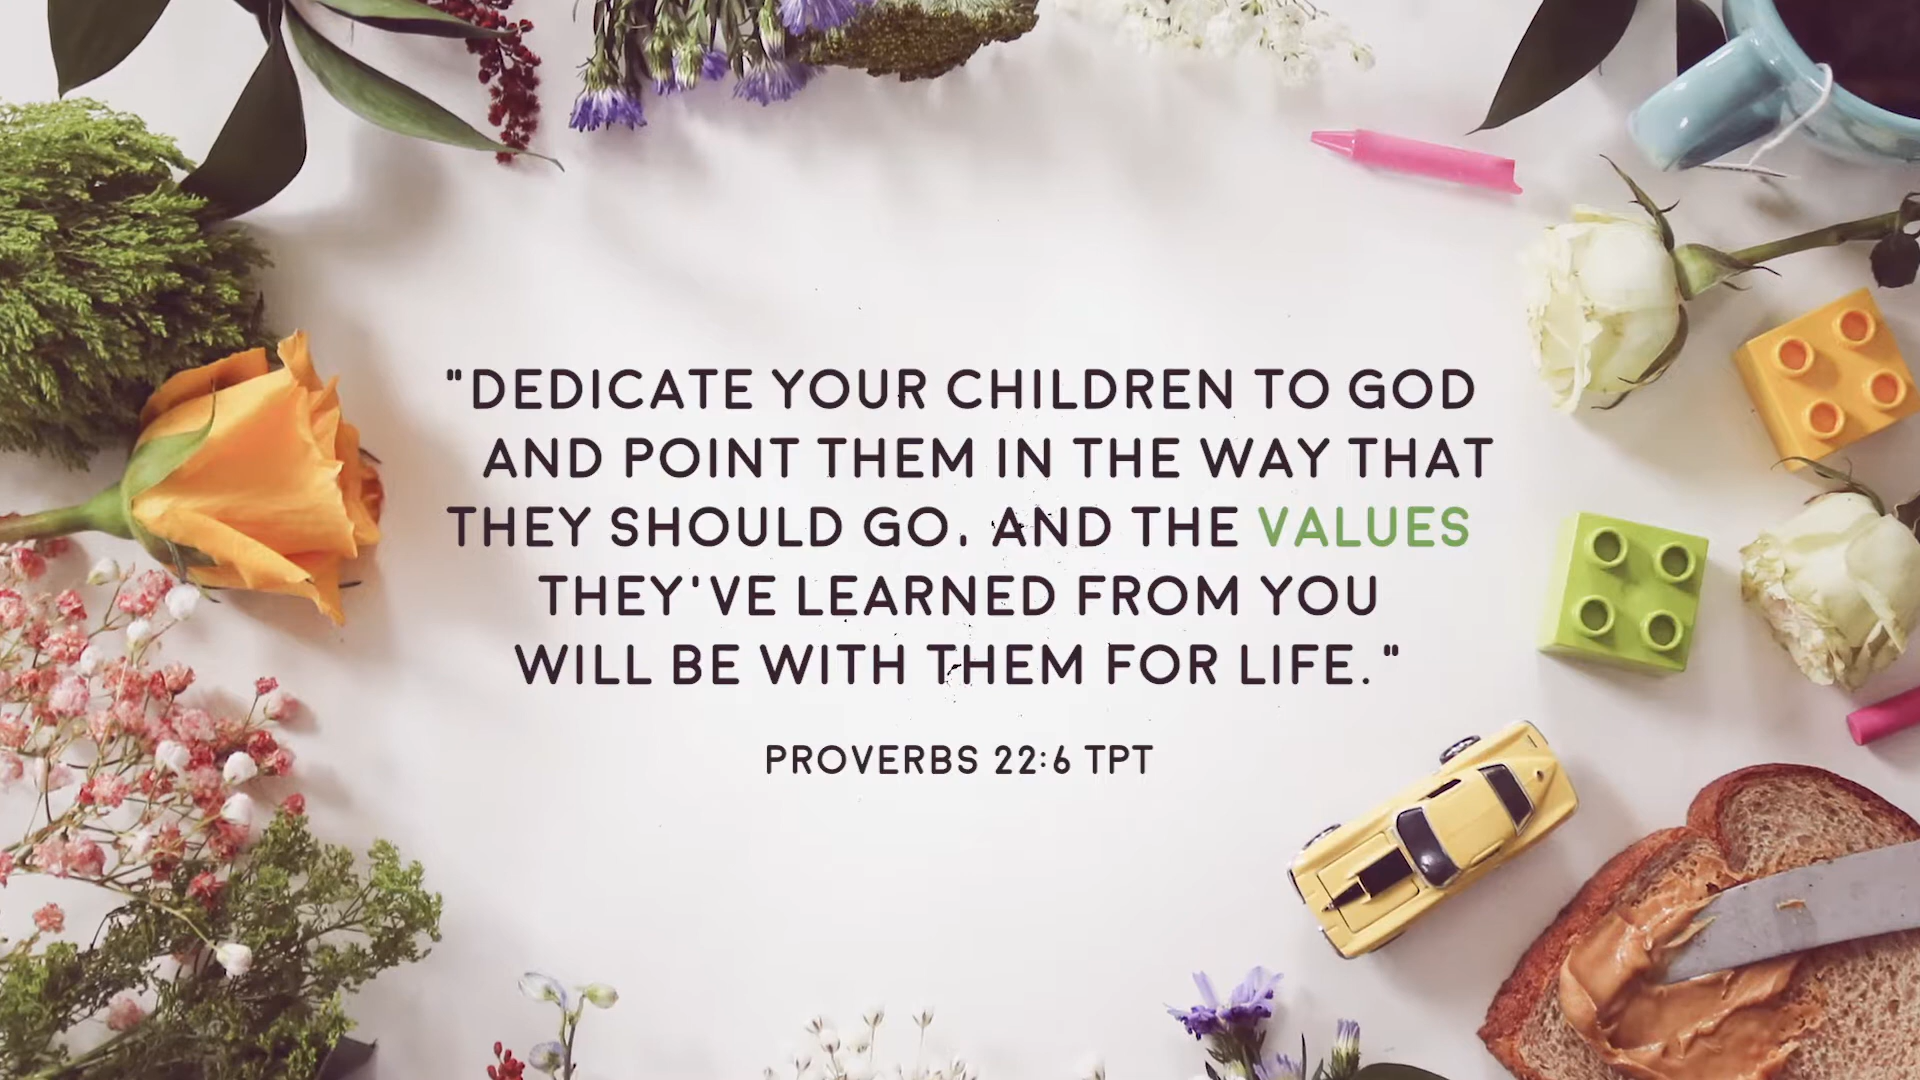 "DEDICATE YOUR CHILDREN TO GOD
AND POINT THEM IN THE WAY THAT
THEY SHOULD GO. AND THE VALUES
THEY'VE LEARNED FROM YOU
WILL BE WITH THEM FOR LIFE."
PROVERBS 22:6 TPT